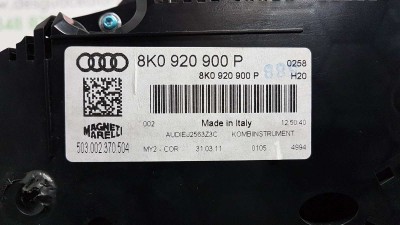 8K0 920 900 P
8K0 920 900 P
0258
H20
MAGNETI
MARELLI
503.002.370.504
002
Made in Italy
12:50:40
AUDIEJ2563Z3C
KOMBIINSTRUMENT
MY2 - COR
31.03.11
0105
4994